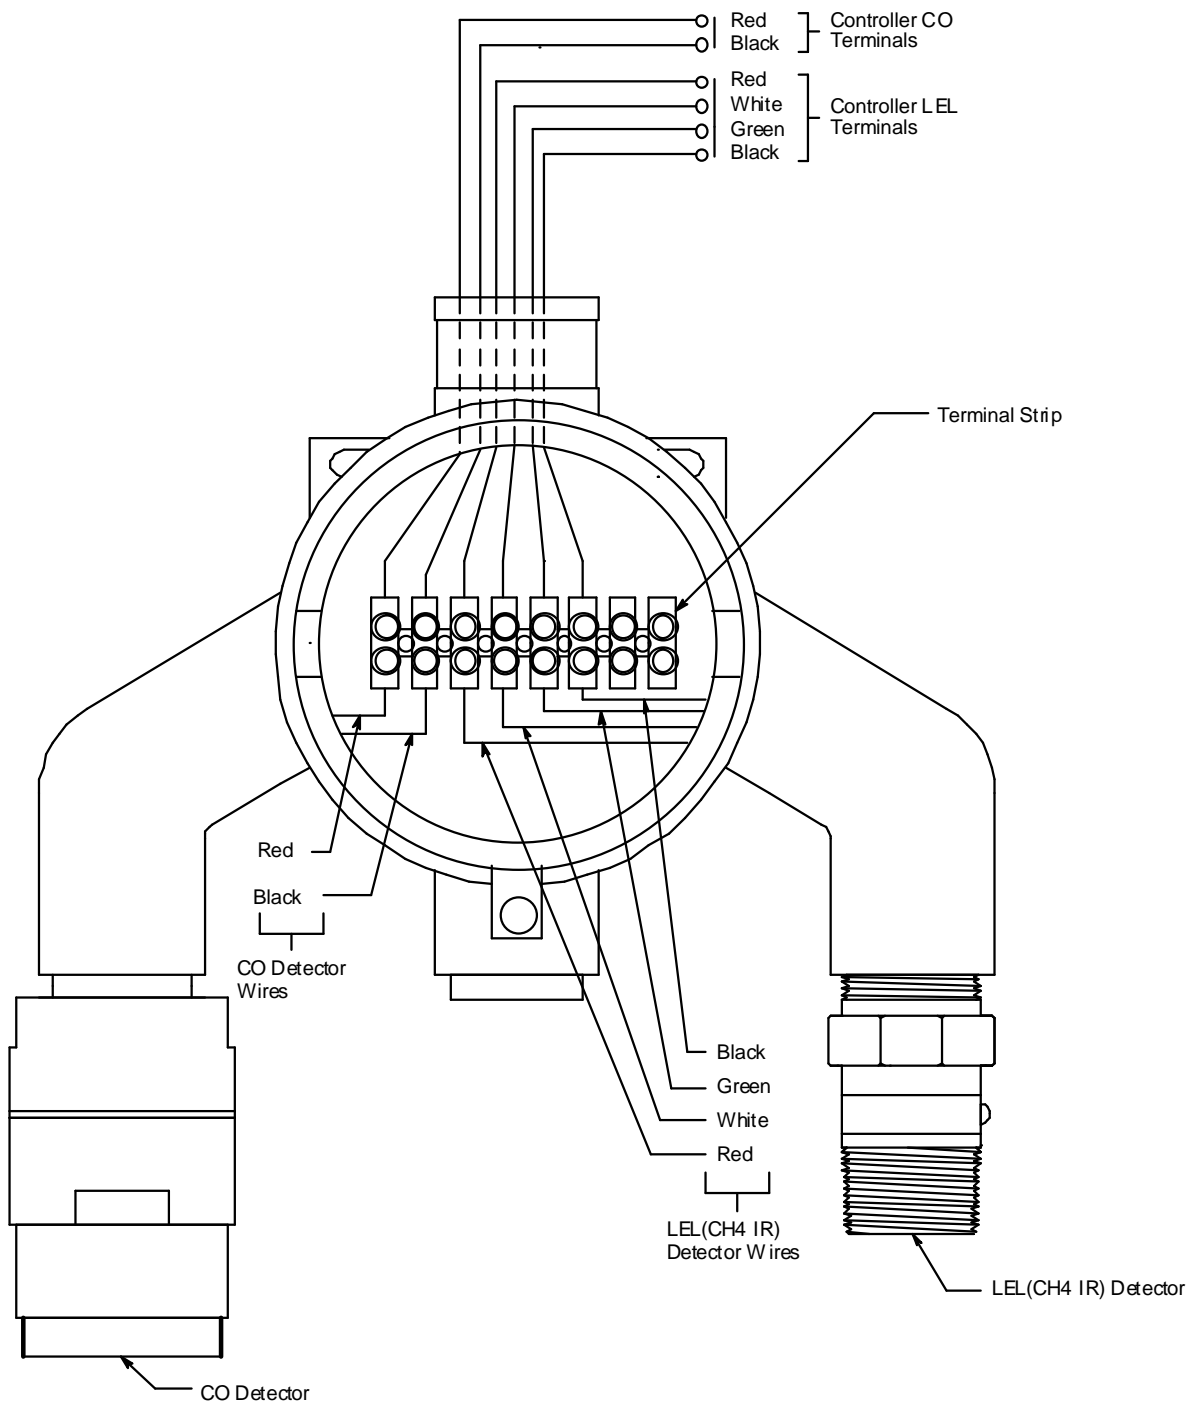 Red
Black
Controller CO
Terminals
Red
White
Green
Black
Controller LEL
Terminals
Terminal Strip
Red
Black
CO Detector
Wires
Black
Green
White
Red
LEL(CH4 IR)
Detector Wires
LEL(CH4 IR) Detector
CO Detector